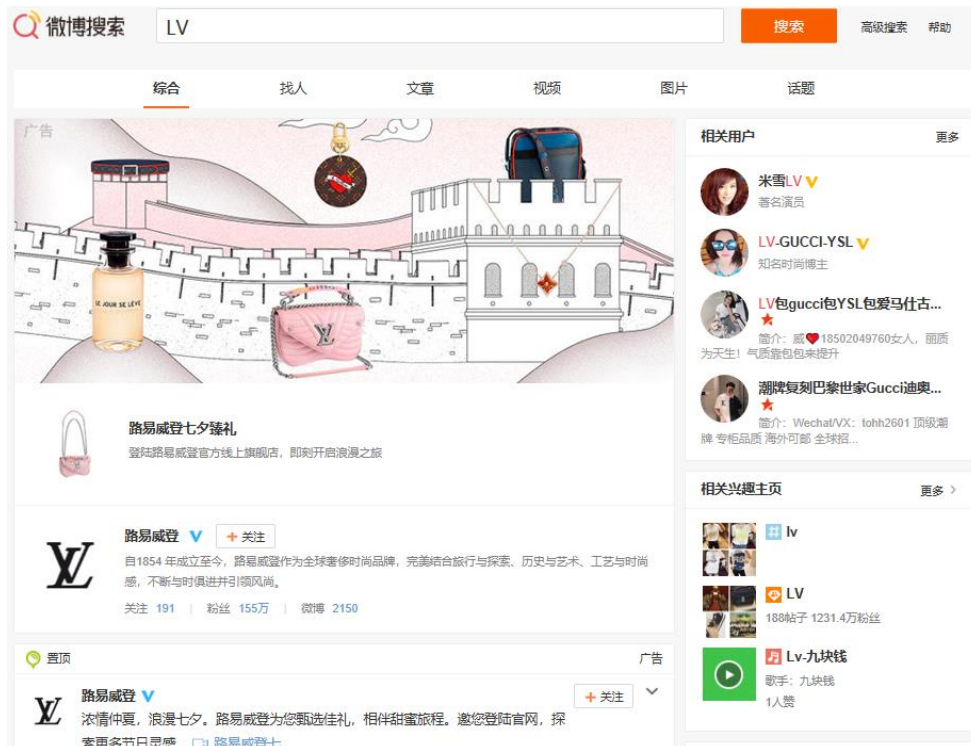 微博搜索
LV
搜索
高级搜索
帮助
综合
找人
文章
视频
图片
话题
广告
LE JOUR SE LÈVE
LV
路易威登七夕臻礼
登陆路易威登官方线上旗舰店，即刻开启浪漫之旅
LV
路易威登
+关注
自1854 年成立至今，路易威登作为全球奢侈时尚品牌，完美结合旅行与探索、历史与艺术、工艺与时尚
感，不断与时俱进并引领风尚。
关注 191 | 粉丝 155万 | 微博 2150
置顶
广告
LV
路易威登
+关注
浓情仲夏，浪漫七夕。路易威登为您甄选佳礼，相伴甜蜜旅程。邀您登陆官网，探
索更多节日灵感
路易威登七
相关用户
更多
米雪LV
著名演员
LV-GUCCI-YSL
知名时尚博主
LV包gucci包YSL包爱马仕古...
简介：威❤18502049760女人，丽质
为天生！气质靠包包来提升
潮牌复刻巴黎世家Gucci迪奥...
简介：Wechat/VX：tohh2601 顶级潮
牌 专柜品质 海外可邮 全球招...
相关兴趣主页
更多 >
lv
LV
188帖子 1231.4万粉丝
Lv-九块钱
歌手：九块钱
1人赞